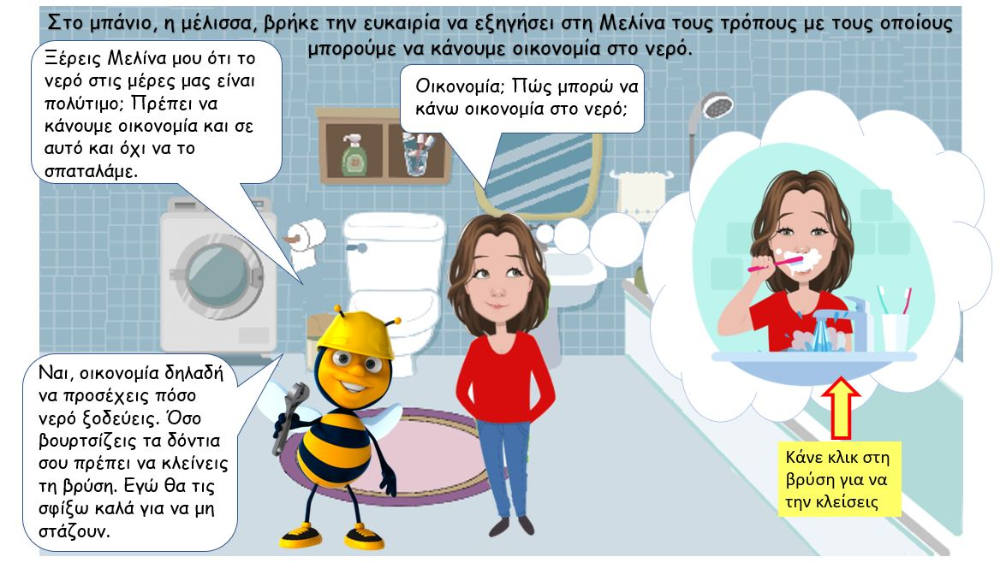 Στο μπάνιο, η μέλισσα, βρήκε την ευκαιρία να εξηγήσει στη Μελίνα τους τρόπους με τους οποίους
μπορούμε να κάνουμε οικονομία στο νερό.
Ξέρεις Μελίνα μου ότι το
νερό στις μέρες μας είναι
πολύτιμο; Πρέπει να
κάνουμε οικονομία και σε
αυτό και όχι να το
σπαταλάμε.
Οικονομία; Πώς μπορώ να
κάνω οικονομία στο νερό;
Ναι, οικονομία δηλαδή
να προσέχεις πόσο
νερό ξοδεύεις. Όσο
βουρτσίζεις τα δόντια
σου πρέπει να κλείνεις
τη βρύση. Εγώ θα τις
σφίξω καλά για να μη
στάζουν.
Κάνε κλικ στη
βρύση για να
την κλείσεις